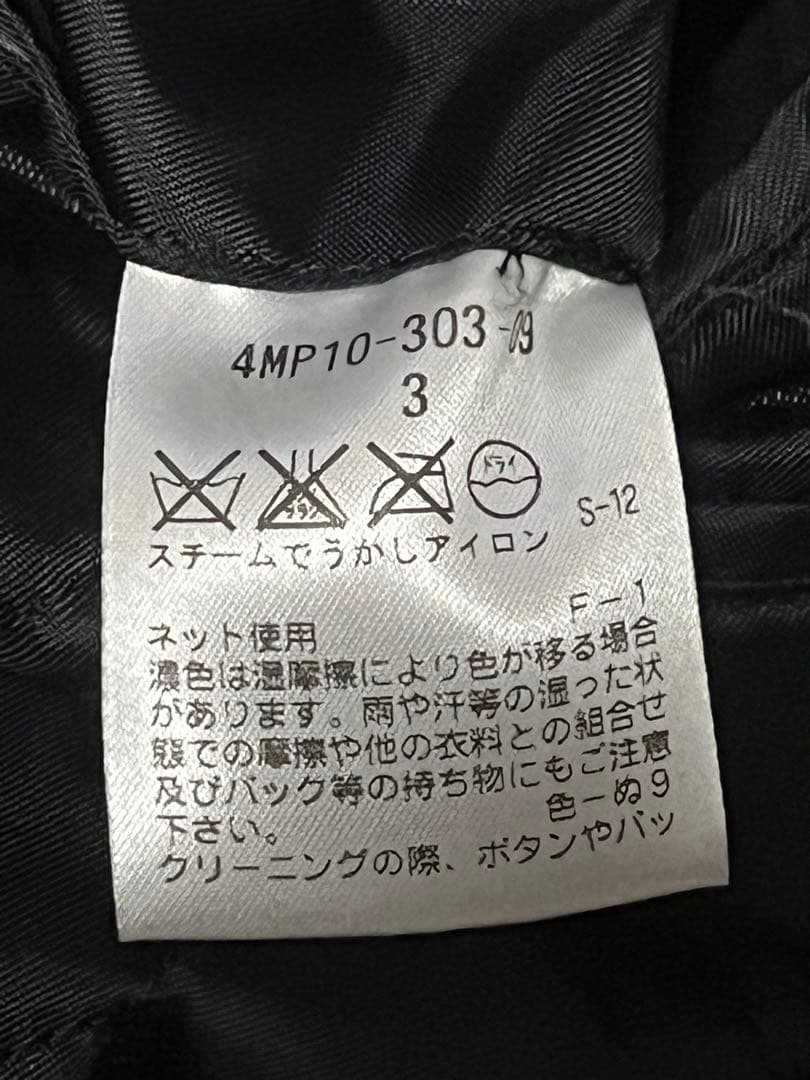 4MP10-303-09
3
ドライ
S-12
スチームでうかしアイロン
F-1
ネット使用
濃色は湿摩擦により色が移る場合
があります。雨や汗等の湿った状
態での摩擦や他の衣料との組合せ
及びバック等の持ち物にもご注意
下さい。
色-ぬ9
クリーニングの際、ボタンやバッ